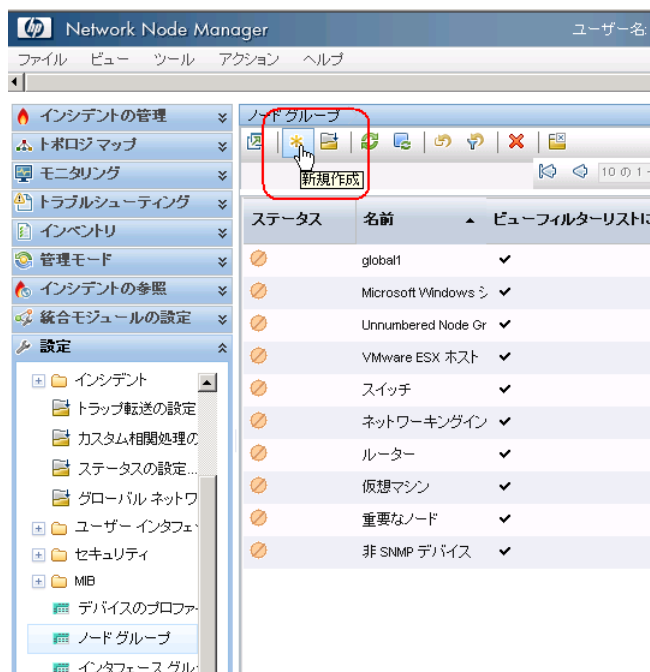 hp Network Node Manager
ユーザー名:
ファイル ビュー ツール アクション ヘルプ
インシデントの管理
トポロジ マップ
モニタリング
トラブルシューティング
インベントリ
管理モード
インシデントの参照
統合モジュールの設定
設定
インシデント
トラップ転送の設定
カスタム相関処理の
ステータスの設定...
グローバル ネットワ
ユーザー インタフェ
セキュリティ
MIB
デバイスのプロファ
ノード グループ
インタフェース グル
ノード グループ
新規作成
10 の 1 -
ステータス 名前 ビューフィルターリストに
global1
Microsoft Windows シ
Unnumbered Node Gr
VMware ESX ホスト
スイッチ
ネットワーキングイン
ルーター
仮想マシン
重要なノード
非 SNMP デバイス